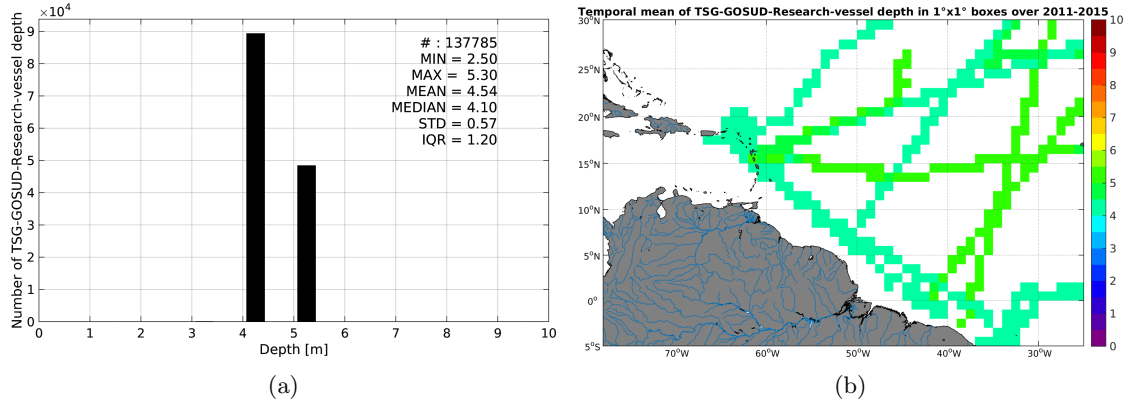 ×10⁴
9
8
7
6
5
4
3
2
1
0
Number of TSG-GOSUD-Research-vessel depth
# : 137785
MIN = 2.50
MAX = 5.30
MEAN = 4.54
MEDIAN = 4.10
STD = 0.57
IQR = 1.20
0 1 2 3 4 5 6 7 8 9 10
Depth [m]
(a)
Temporal mean of TSG-GOSUD-Research-vessel depth in 1°x1° boxes over 2011-2015
30°N
25°N
20°N
15°N
10°N
5°N
0°
5°S
70°W 60°W 50°W 40°W 30°W
10
9
8
7
6
5
4
3
2
1
0
(b)